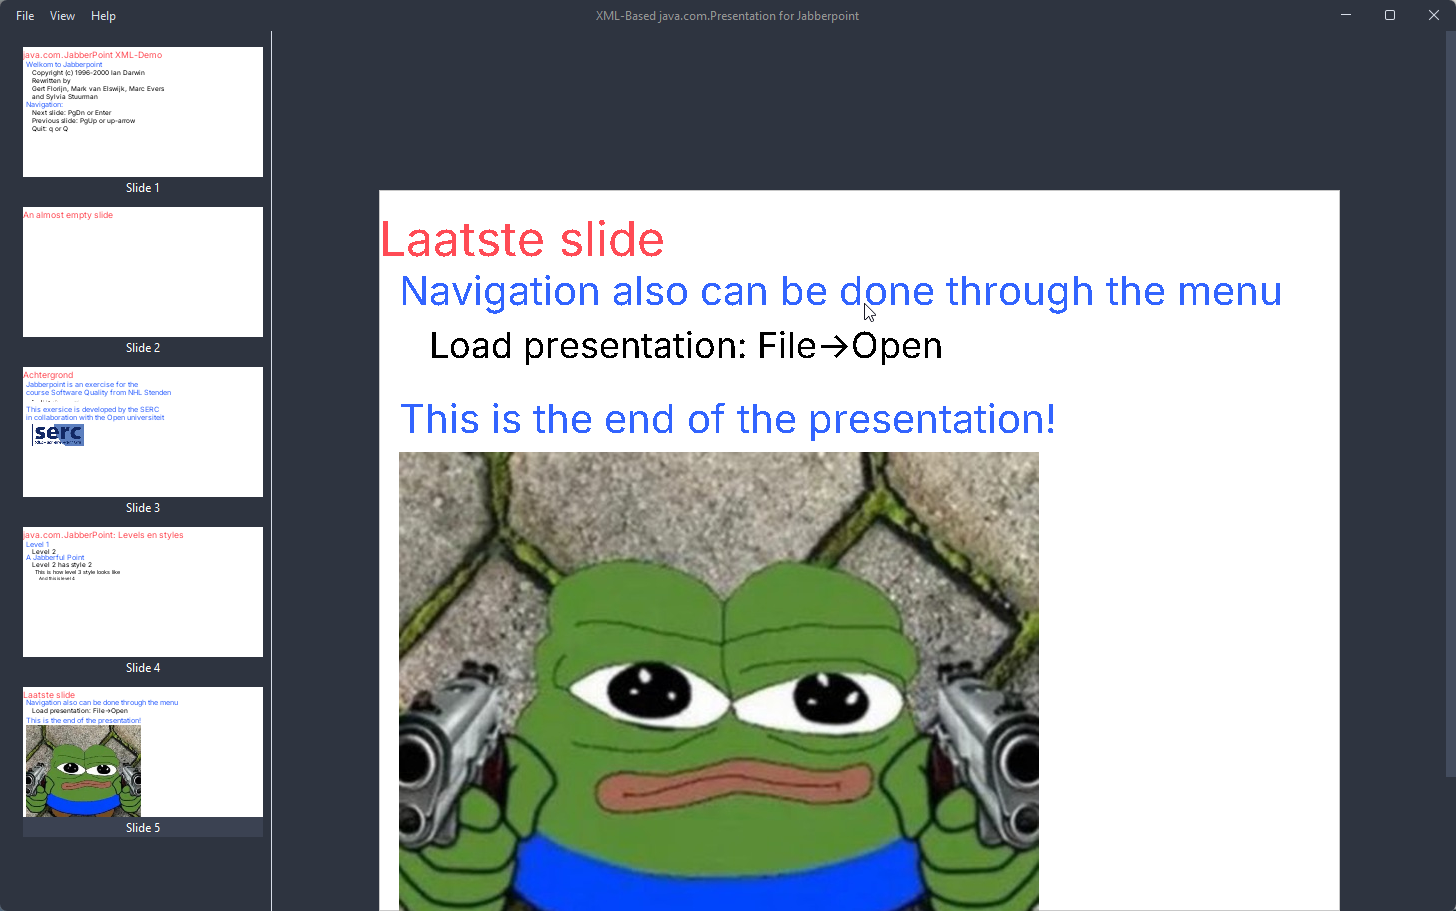 File View Help
XML-Based java.com.Presentation for Jabberpoint
java.com.JabberPoint XML-Demo
Welkom to Jabberpoint
Copyright (c) 1996-2000 Ian Darwin
Rewritten by
Gert Florijn, Mark van Elswijk, Marc Evers
and Sylvia Stuurman
Navigation:
Next slide: PgDn or Enter
Previous slide: PgUp or up-arrow
Quit: q or Q
Slide 1
An almost empty slide
Slide 2
Achtergrond
Jabberpoint is an exercise for the
course Software Quality from NHL Stenden
This exersice is developed by the SERC
in collaboration with the Open universiteit
serc
Slide 3
java.com.JabberPoint: Levels en styles
Level 1
Level 2
A Jabberful Point
Level 2 has style 2
This is how level 3 style looks like
And this is level 4
Slide 4
Laatste slide
Navigation also can be done through the menu
Load presentation: File→Open
This is the end of the presentation!
Slide 5
Laatste slide
Navigation also can be done through the menu
Load presentation: File→Open
This is the end of the presentation!